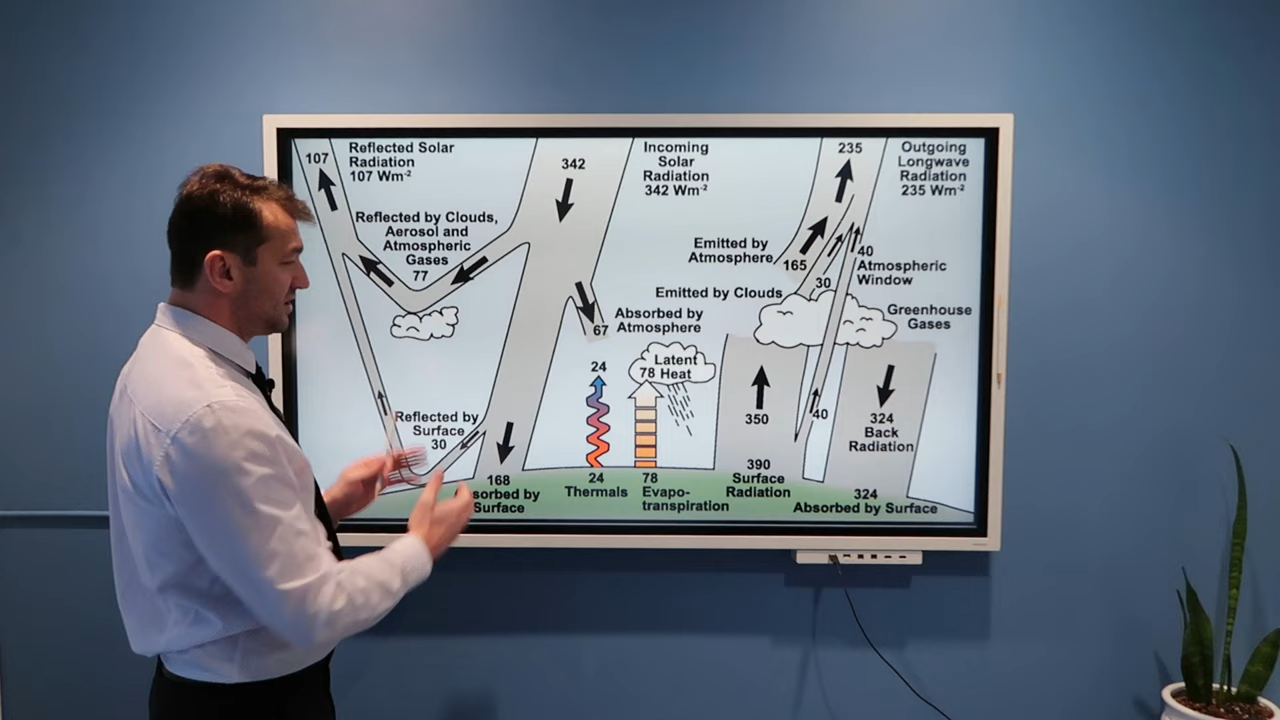 107
Reflected Solar
Radiation
107 Wm-2
342
Incoming
Solar
Radiation
342 Wm-2
235
Outgoing
Longwave
Radiation
235 Wm-2
Reflected by Clouds,
Aerosol and
Atmospheric
Gases
77
Emitted by
Atmosphere
165
40
Atmospheric
Window
Emitted by Clouds
30
Greenhouse
Gases
67
Absorbed by
Atmosphere
24
Latent
78 Heat
350
40
324
Back
Radiation
Reflected by
Surface
30
168
sorbed by
Surface
24
Thermals
78
Evapo-
transpiration
390
Surface
Radiation
324
Absorbed by Surface